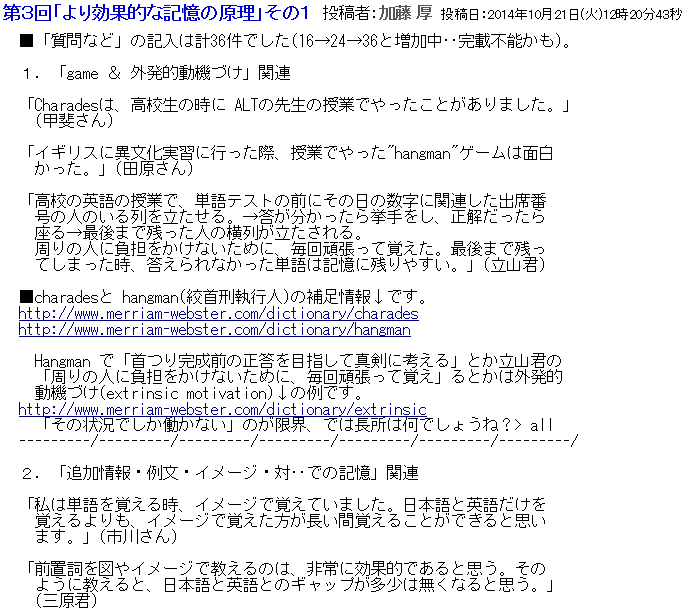 第3回「より効果的な記憶の原理」その1 投稿者:加藤 厚 投稿日:2014年10月21日(火)12時20分43秒
■「質問など」の記入は計36件でした(16→24→36と増加中‥完載不能かも)。
1. 「game & 外発的動機づけ」関連
「Charadesは、高校生の時に ALTの先生の授業でやったことがありました。」
(甲斐さん)
「イギリスに異文化実習に行った際、授業でやった"hangman"ゲームは面白
かった。」(田原さん)
「高校の英語の授業で、単語テストの前にその日の数字に関連した出席番
号の人のいる列を立たせる。→答が分かったら挙手をし、正解だったら
座る→最後まで残った人の横列が立たされる。
周りの人に負担をかけないために、毎回頑張って覚えた。最後まで残っ
てしまった時、答えられなかった単語は記憶に残りやすい。」(立山君)
■charadesと hangman(絞首刑執行人)の補足情報↓です。
http://www.merriam-webster.com/dictionary/charades
http://www.merriam-webster.com/dictionary/hangman
Hangman で「首つり完成前の正答を目指して真剣に考える」とか立山君の
「周りの人に負担をかけないために、毎回頑張って覚え」るとかは外発的
動機づけ(extrinsic motivation)↓の例です。
http://www.merriam-webster.com/dictionary/extrinsic
「その状況でしか働かない」のが限界、では長所は何でしょうね?> all
---------/---------/---------/---------/---------/---------/---------/
2. 「追加情報・例文・イメージ・対‥での記憶」関連
「私は単語を覚える時、イメージで覚えていました。日本語と英語だけを
覚えるよりも、イメージで覚えた方が長い間覚えることができると思い
ます。」(市川さん)
「前置詞を図やイメージで教えるのは、非常に効果的であると思う。その
ように教えると、日本語と英語とのギャップが多少は無くなると思う。」
(三原君)